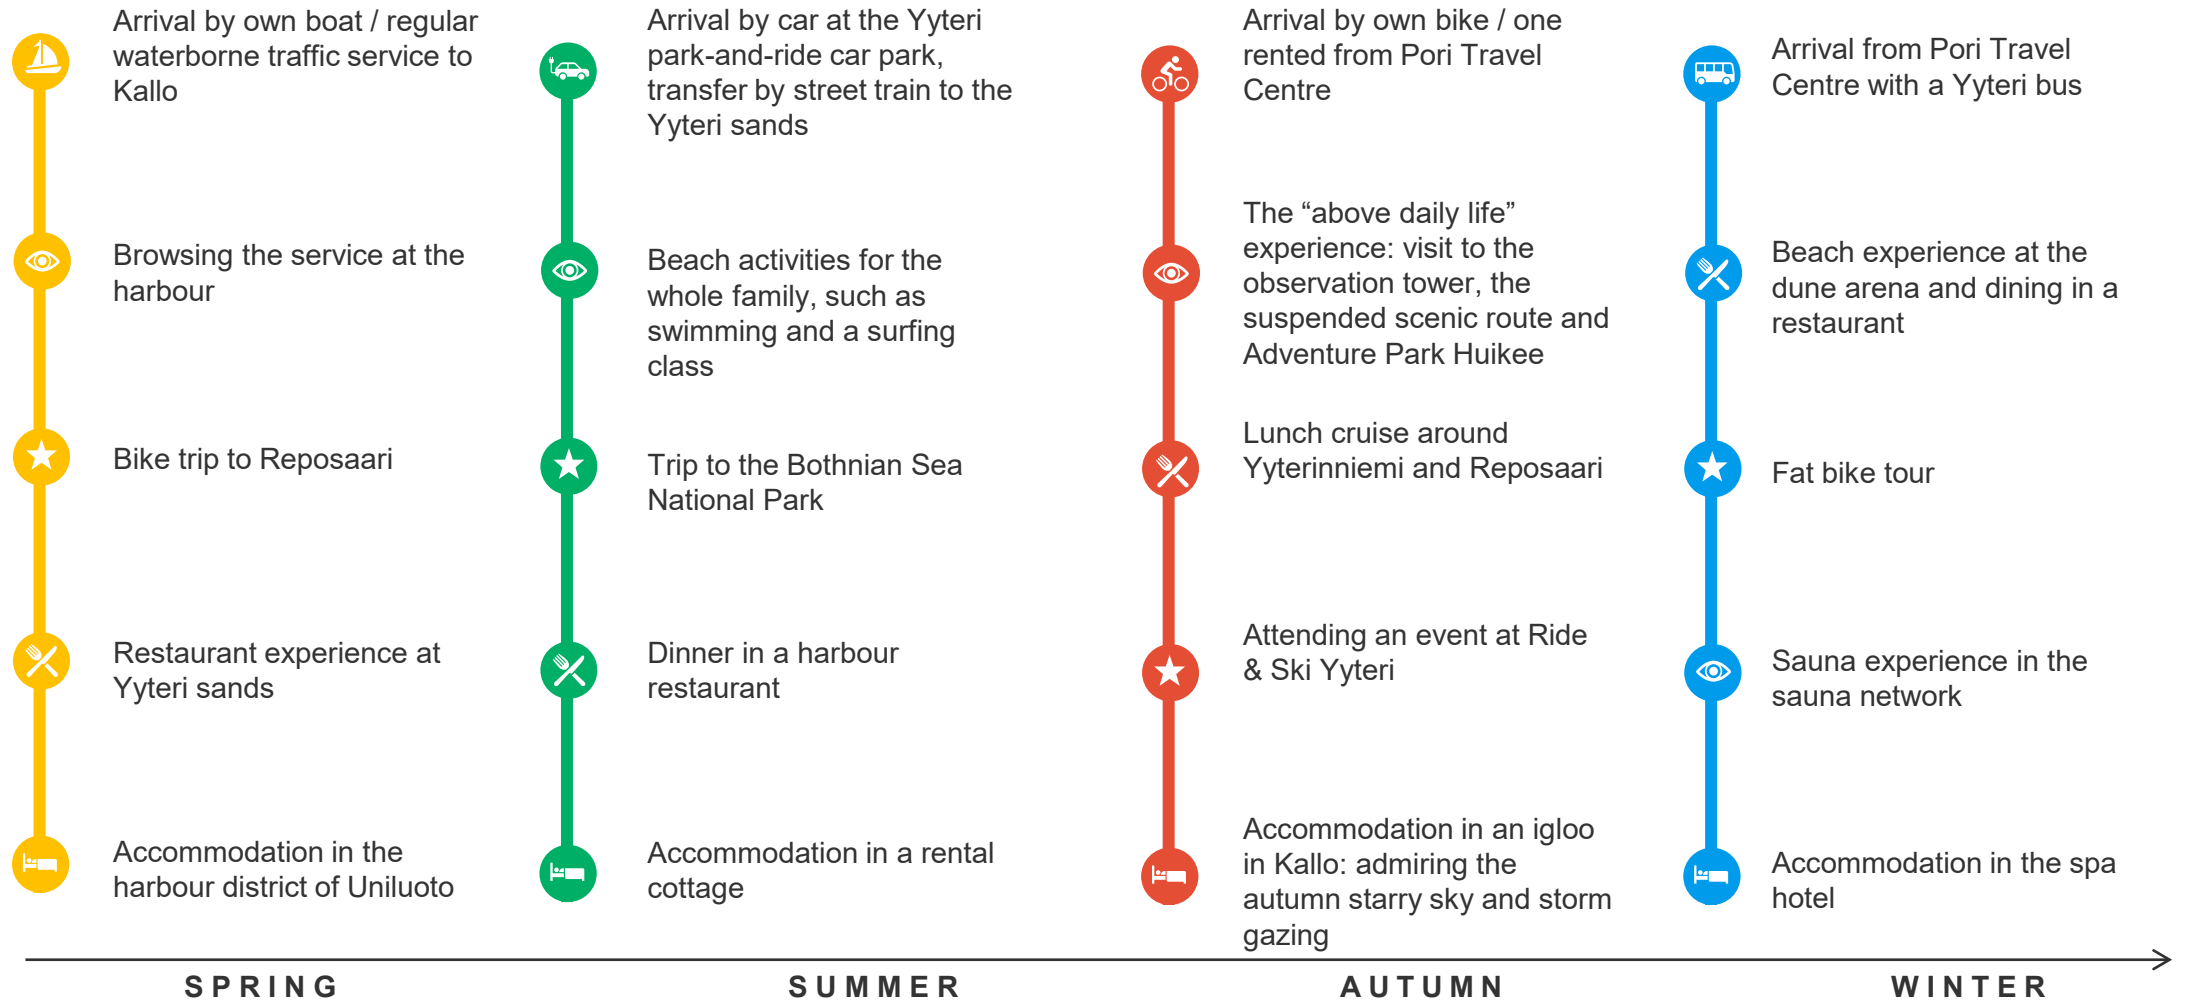 Arrival by own boat / regular
waterborne traffic service to
Kallo
Browsing the service at the
harbour
Bike trip to Reposaari
Restaurant experience at
Yyteri sands
Accommodation in the
harbour district of Uniluoto
SPRING
Arrival by car at the Yyteri
park-and-ride car park,
transfer by street train to the
Yyteri sands
Beach activities for the
whole family, such as
swimming and a surfing
class
Trip to the Bothnian Sea
National Park
Dinner in a harbour
restaurant
Accommodation in a rental
cottage
SUMMER
Arrival by own bike / one
rented from Pori Travel
Centre
The “above daily life”
experience: visit to the
observation tower, the
suspended scenic route and
Adventure Park Huikee
Lunch cruise around
Yyterinniemi and Reposaari
Attending an event at Ride
& Ski Yyteri
Accommodation in an igloo
in Kallo: admiring the
autumn starry sky and storm
gazing
AUTUMN
Arrival from Pori Travel
Centre with a Yyteri bus
Beach experience at the
dune arena and dining in a
restaurant
Fat bike tour
Sauna experience in the
sauna network
Accommodation in the spa
hotel
WINTER